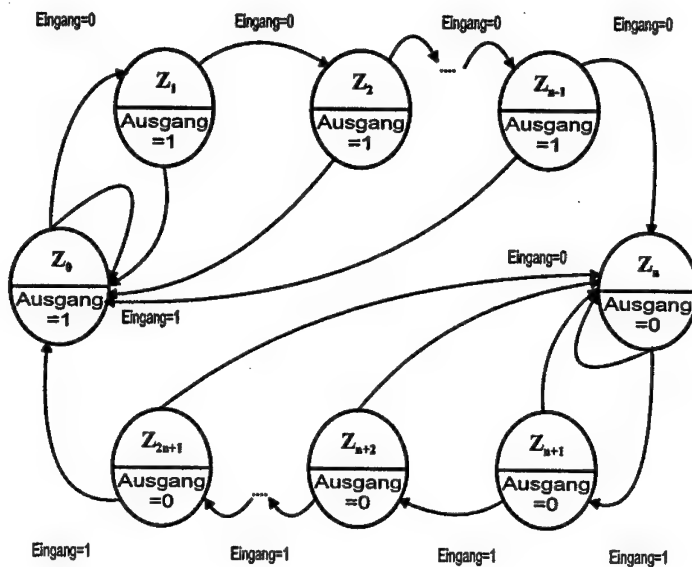 Eingang=0
Eingang=0
Eingang=0
Eingang=0
Z1
Ausgang
=1
Z2
Ausgang
=1
....
Zn-1
Ausgang
=1
Z0
Ausgang
=1
Eingang=1
Eingang=0
Zn
Ausgang
=0
Z2n+1
Ausgang
=0
....
Zn+2
Ausgang
=0
Zn+1
Ausgang
=0
Eingang=1
Eingang=1
Eingang=1
Eingang=1